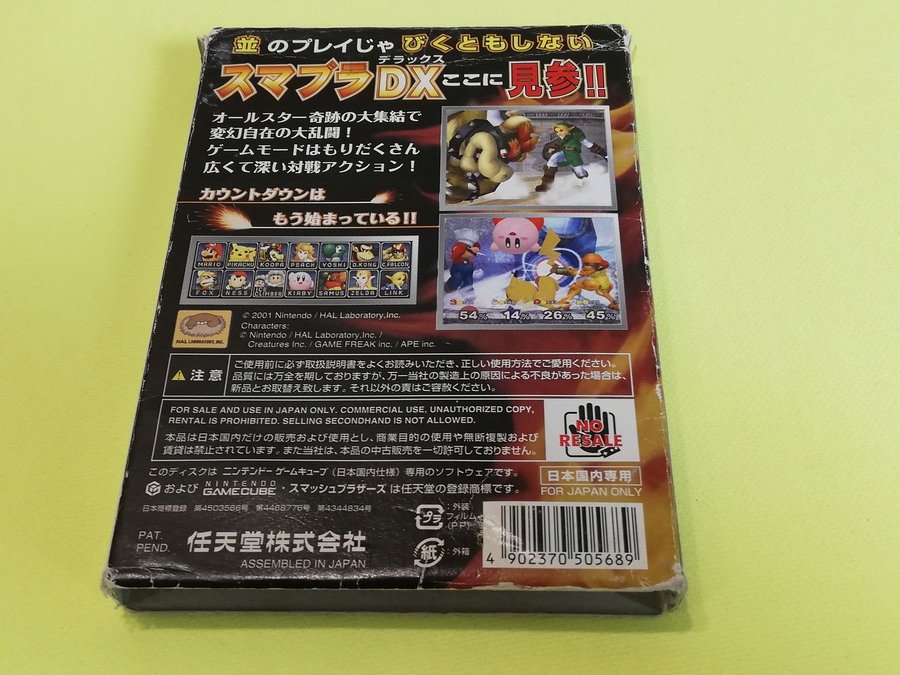 並のプレイじゃ びくともしない
デラックス
スマブラDXここに見参!!
オールスター奇跡の大集結で
変幻自在の大乱闘！
ゲームモードはもりだくさん
広くて深い対戦アクション！
カウントダウンは
もう始まっている!!
MARIO PIKACHU KOOPA PEACH YOSHI D.KONG C.FALCON
FOX NESS ICE CLIMBER KIRBY SAMUS ZELDA LINK
54% 14% 26% 45%
HAL LABORATORY, INC.
© 2001 Nintendo / HAL Laboratory,Inc.
Characters:
© Nintendo / HAL Laboratory,Inc. /
Creatures Inc. / GAME FREAK inc. / APE inc.
注意
ご使用前に必ず取扱説明書をよくお読みいただき、正しい使用方法でご愛用ください。
品質には万全を期しておりますが、万一当社の製造上の原因による不良があった場合は、
新品とお取替え致します。それ以外の責はご容赦ください。
FOR SALE AND USE IN JAPAN ONLY. COMMERCIAL USE, UNAUTHORIZED COPY,
RENTAL IS PROHIBITED. SELLING SECONDHAND IS NOT ALLOWED.
本品は日本国内だけの販売および使用とし、商業目的の使用や無断複製および
賃貸は禁止されています。また当社は、本品の中古販売を一切許可しておりません。
NO RESALE
このディスクは ニンテンドー ゲームキューブ（日本国内仕様）専用のソフトウェアです。
および NINTENDO GAMECUBE・スマッシュブラザーズ は任天堂の登録商標です。
日本商標登録 第4503568号 第4468776号 第4344834号
日本国内専用
FOR JAPAN ONLY
PAT. PEND.
任天堂株式会社
ASSEMBLED IN JAPAN
プラ
：外装フィルム(PP)
紙
：外箱
4 902370 505689